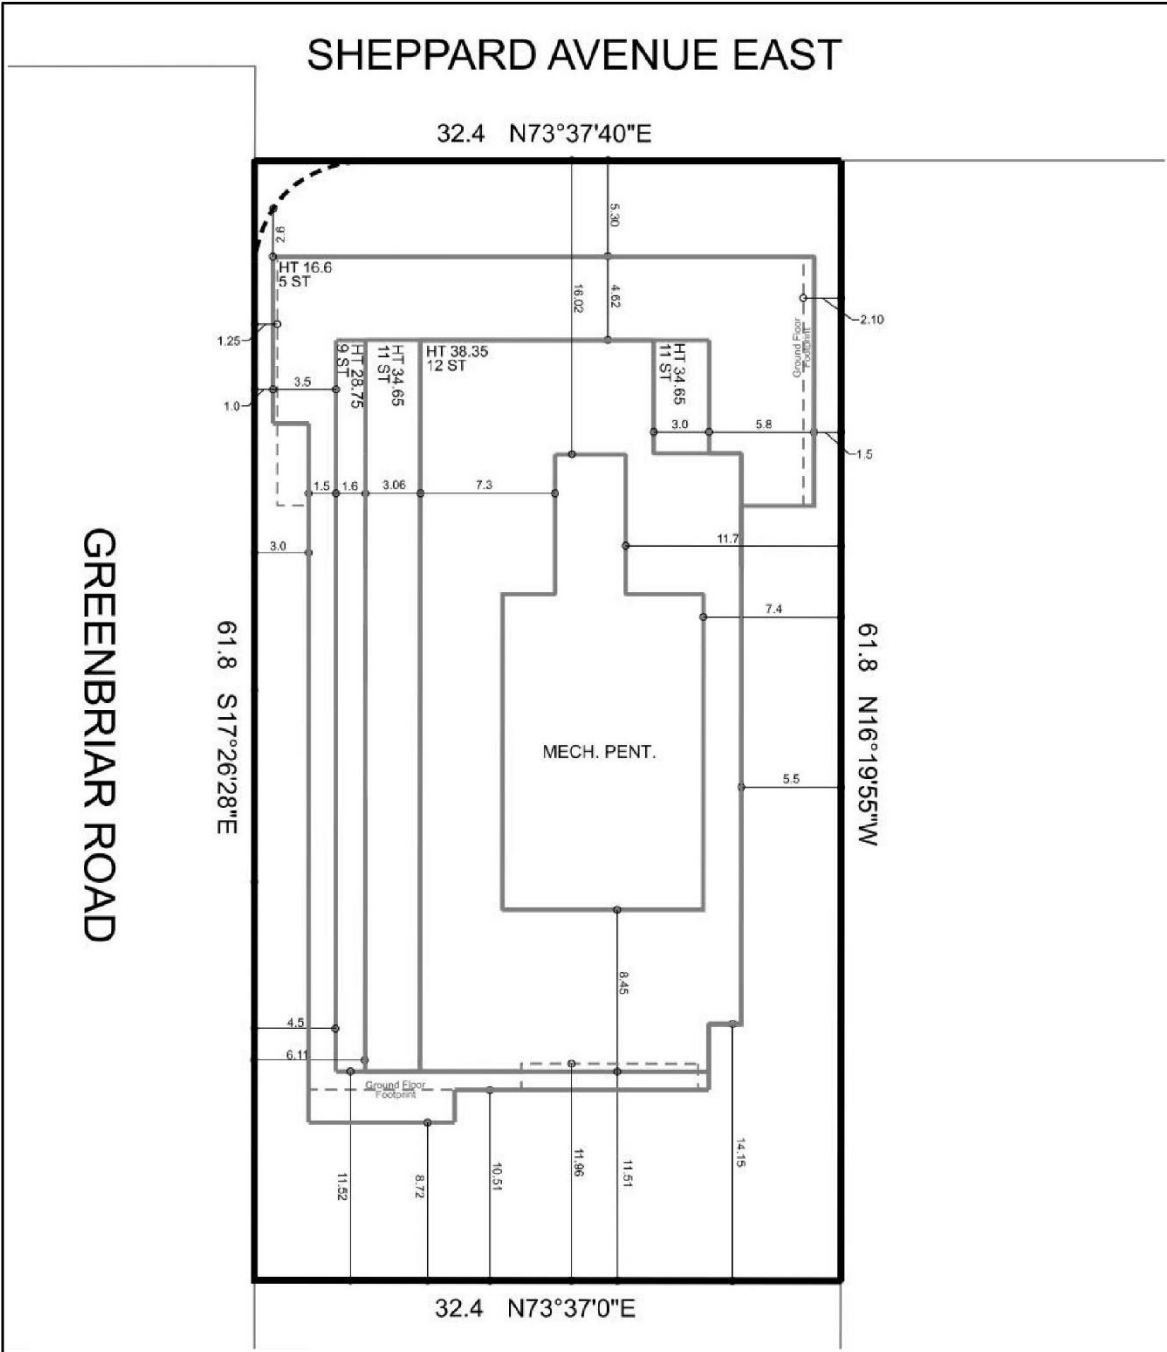 SHEPPARD AVENUE EAST
32.4 N73°37'40"E
5.30
2.6
HT 16.6
5 ST
16.02
4.62
2.10
Ground Floor
Footprint
1.25
HT 28.75
9 ST
HT 34.65
11 ST
HT 38.35
12 ST
HT 34.65
11 ST
3.5
1.0
3.0
5.8
1.5
1.5
1.6
3.06
7.3
3.0
11.7
7.4
GREENBRIAR ROAD
61.8 S17°26'28"E
61.8 N16°19'55"W
MECH. PENT.
5.5
8.45
4.5
6.11
Ground Floor
Footprint
11.52
8.72
10.51
11.96
11.51
14.15
32.4 N73°37'0"E